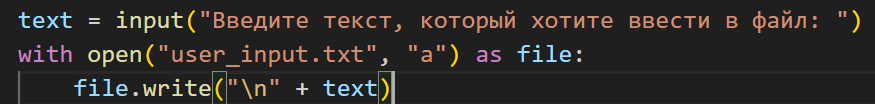 text = input("Введите текст, который хотите ввести в файл: ")
with open("user_input.txt", "a") as file:
    file.write("\n" + text)